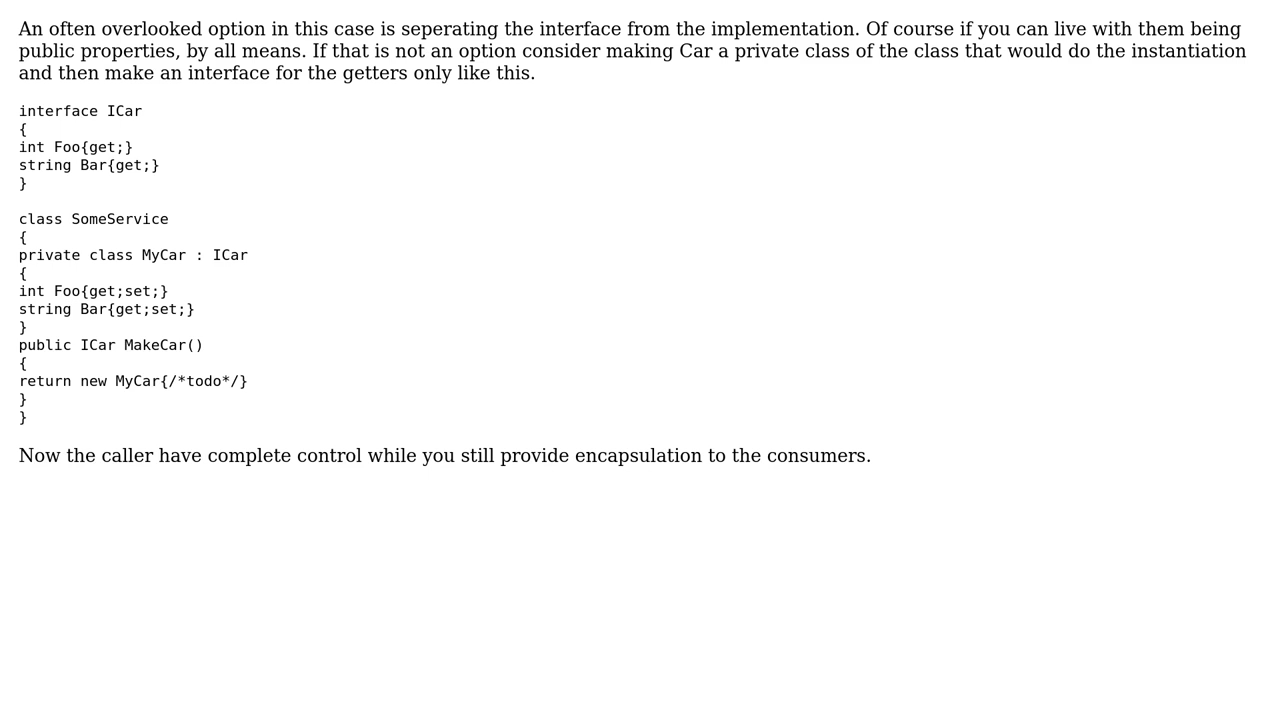 An often overlooked option in this case is seperating the interface from the implementation. Of course if you can live with them being
public properties, by all means. If that is not an option consider making Car a private class of the class that would do the instantiation
and then make an interface for the getters only like this.
interface ICar
{
int Foo{get;}
string Bar{get;}
}
class SomeService
{
private class MyCar : ICar
{
int Foo{get;set;}
string Bar{get;set;}
}
public ICar MakeCar()
{
return new MyCar{/*todo*/}
}
}
Now the caller have complete control while you still provide encapsulation to the consumers.